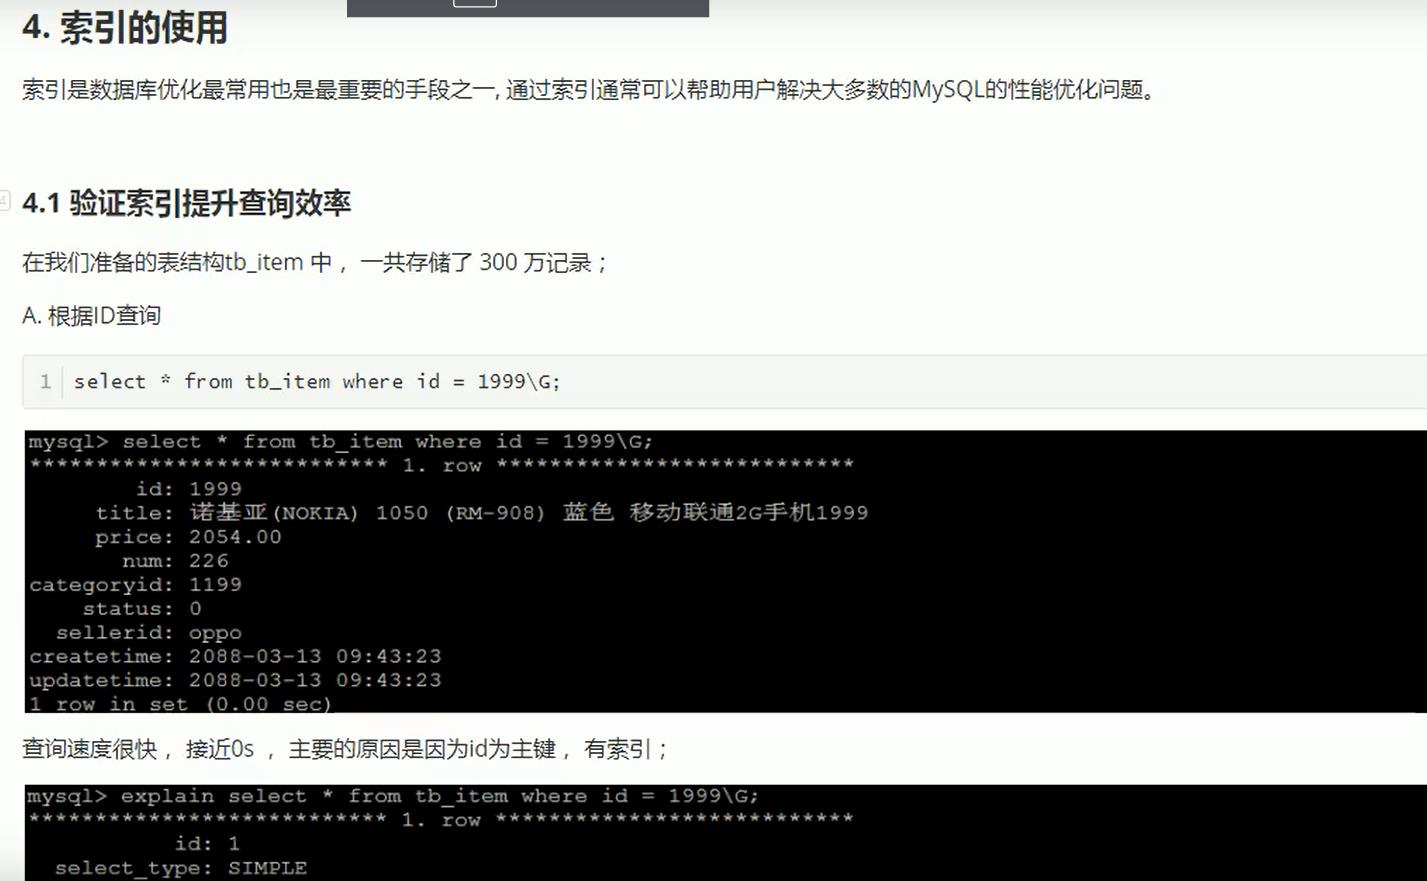 4. 索引的使用
索引是数据库优化最常用也是最重要的手段之一, 通过索引通常可以帮助用户解决大多数的MySQL的性能优化问题。
4.1 验证索引提升查询效率
在我们准备的表结构tb_item 中， 一共存储了 300 万记录；
A. 根据ID查询
1 select * from tb_item where id = 1999\G;
mysql> select * from tb_item where id = 1999\G;
*************************** 1. row ***************************
id: 1999
title: 诺基亚(NOKIA) 1050 (RM-908) 蓝色 移动联通2G手机1999
price: 2054.00
num: 226
categoryid: 1199
status: 0
sellerid: oppo
createtime: 2088-03-13 09:43:23
updatetime: 2088-03-13 09:43:23
1 row in set (0.00 sec)
查询速度很快， 接近0s ， 主要的原因是因为id为主键， 有索引；
mysql> explain select * from tb_item where id = 1999\G;
*************************** 1. row ***************************
id: 1
select_type: SIMPLE